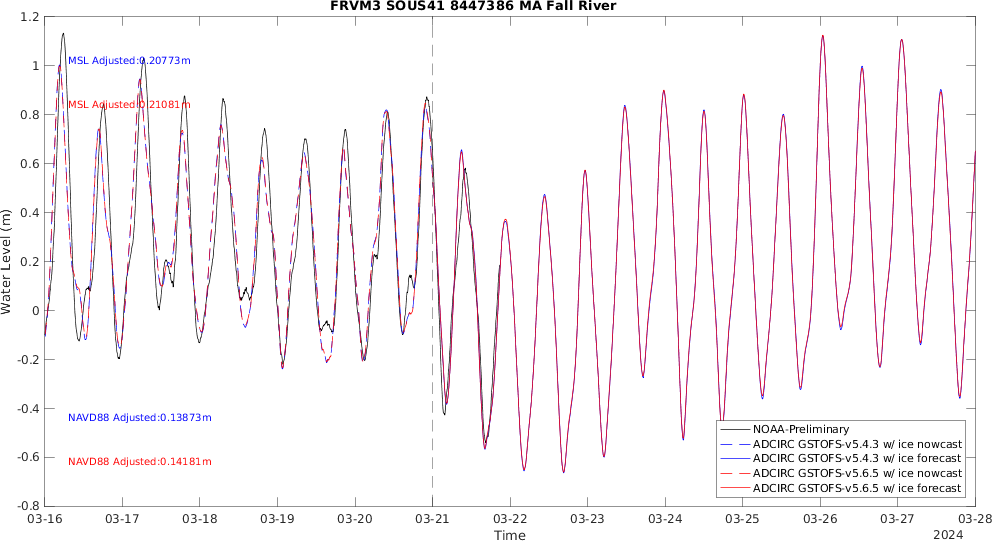 FRVM3 SOUS41 8447386 MA Fall River
1.2
1
0.8
0.6
0.4
0.2
0
-0.2
-0.4
-0.6
-0.8
Water Level (m)
MSL Adjusted:0.20773m
MSL Adjusted:0.21081m
NAVD88 Adjusted:0.13873m
NAVD88 Adjusted:0.14181m
NOAA-Preliminary
ADCIRC GSTOFS-v5.4.3 w/ ice nowcast
ADCIRC GSTOFS-v5.4.3 w/ ice forecast
ADCIRC GSTOFS-v5.6.5 w/ ice nowcast
ADCIRC GSTOFS-v5.6.5 w/ ice forecast
03-16 03-17 03-18 03-19 03-20 03-21 03-22 03-23 03-24 03-25 03-26 03-27 03-28
Time
2024